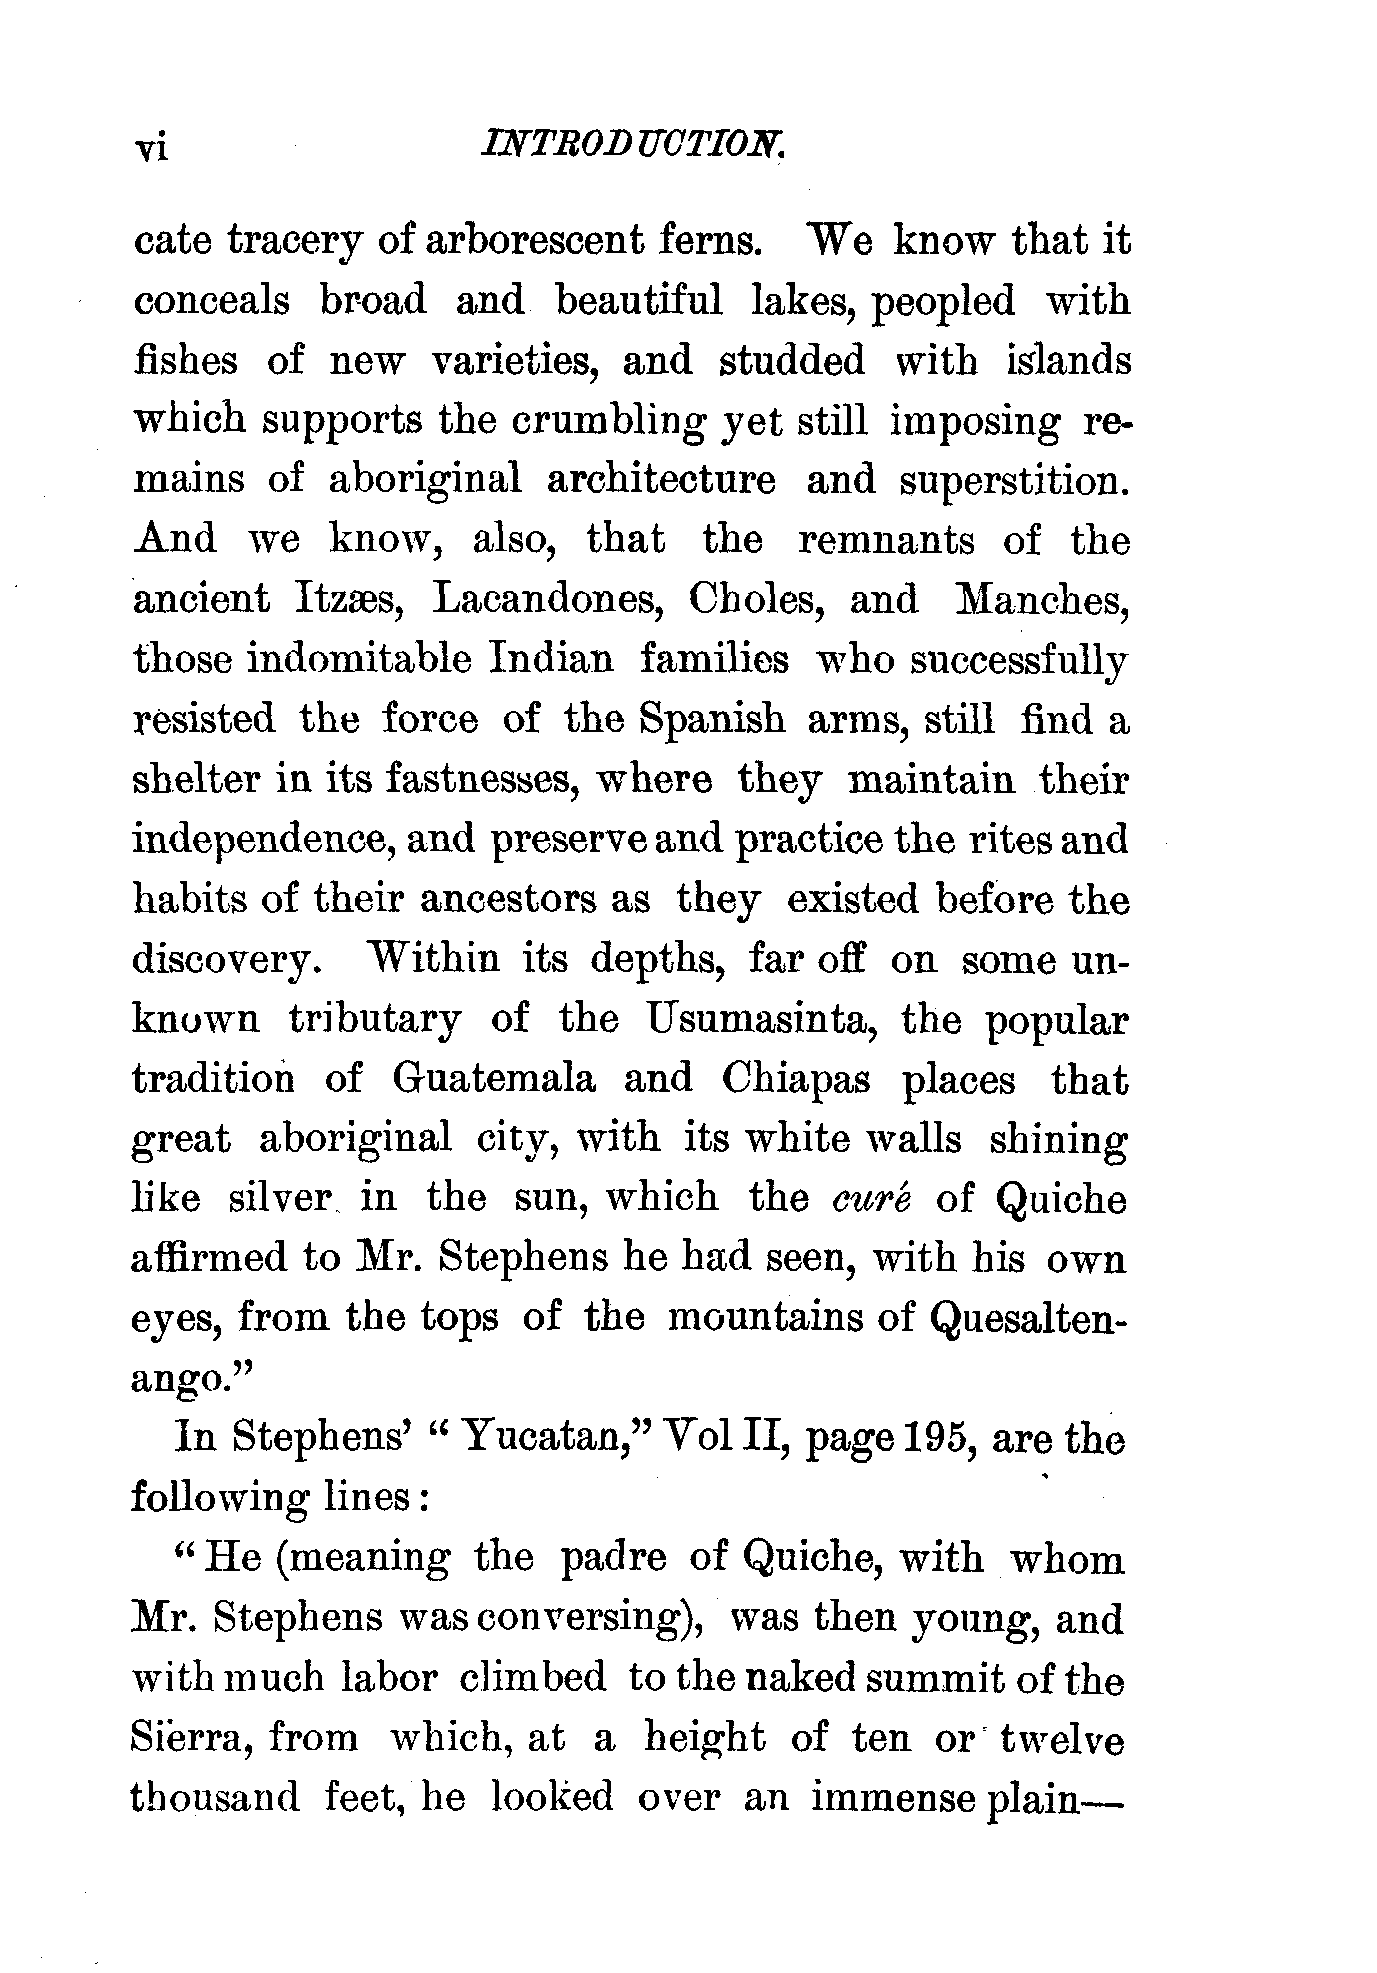 vi INTRODUCTION.
cate tracery of arborescent ferns. We know that it
conceals broad and beautiful lakes, peopled with
fishes of new varieties, and studded with islands
which supports the crumbling yet still imposing re-
mains of aboriginal architecture and superstition.
And we know, also, that the remnants of the
ancient Itzæs, Lacandones, Choles, and Manches,
those indomitable Indian families who successfully
resisted the force of the Spanish arms, still find a
shelter in its fastnesses, where they maintain their
independence, and preserve and practice the rites and
habits of their ancestors as they existed before the
discovery. Within its depths, far off on some un-
known tributary of the Usumasinta, the popular
tradition of Guatemala and Chiapas places that
great aboriginal city, with its white walls shining
like silver in the sun, which the curé of Quiche
affirmed to Mr. Stephens he had seen, with his own
eyes, from the tops of the mountains of Quesalten-
ango."
In Stephens' " Yucatan," Vol II, page 195, are the
following lines :
" He (meaning the padre of Quiche, with whom
Mr. Stephens was conversing), was then young, and
with much labor climbed to the naked summit of the
Sierra, from which, at a height of ten or twelve
thousand feet, he looked over an immense plain—